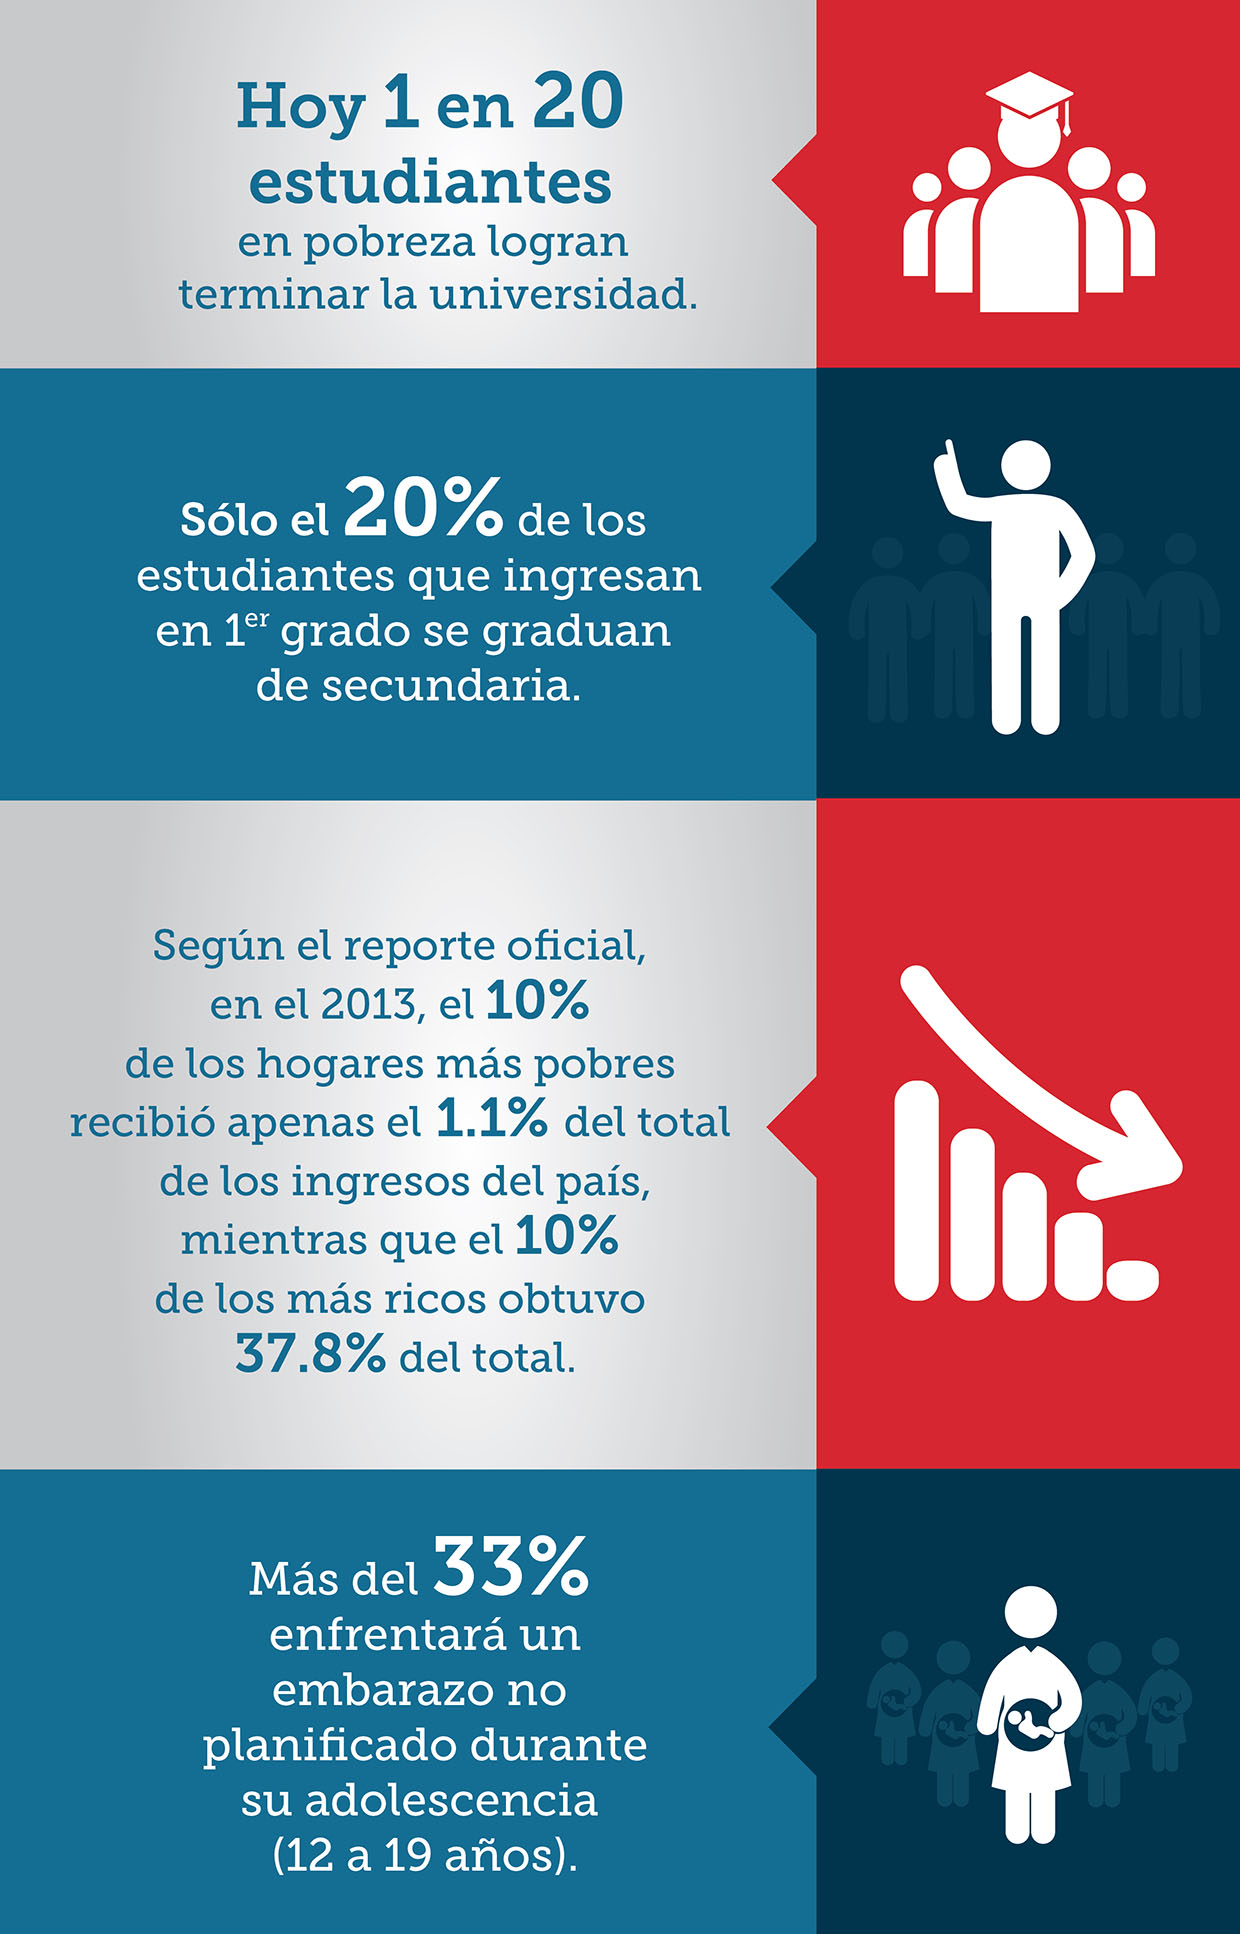 Hoy 1 en 20
estudiantes
en pobreza logran
terminar la universidad.
Sólo el 20% de los
estudiantes que ingresan
en 1er grado se graduan
de secundaria.
Según el reporte oficial,
en el 2013, el 10%
de los hogares más pobres
recibió apenas el 1.1% del total
de los ingresos del país,
mientras que el 10%
de los más ricos obtuvo
37.8% del total.
Más del 33%
enfrentará un
embarazo no
planificado durante
su adolescencia
(12 a 19 años).